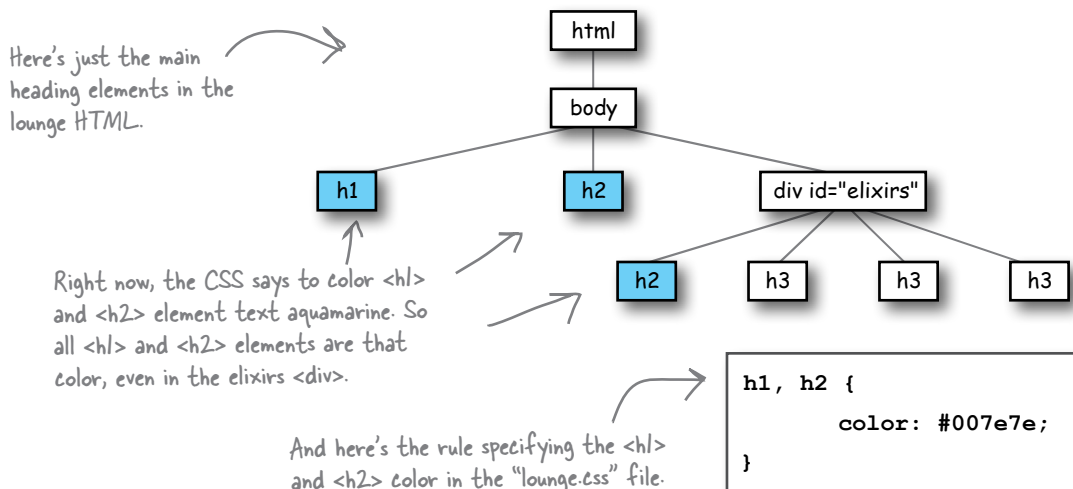 html
Here's just the main
heading elements in the
lounge HTML.
body
h1
h2
div id="elixirs"
h2
h3
h3
h3
Right now, the CSS says to color <h1>
and <h2> element text aquamarine. So
all <h1> and <h2> elements are that
color, even in the elixirs <div>.
h1, h2 {
color: #007e7e;
}
And here's the rule specifying the <h1>
and <h2> color in the "lounge.css" file.